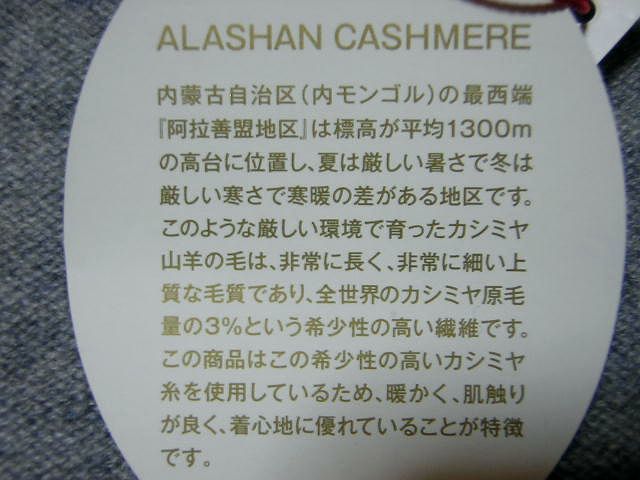 ALASHAN CASHMERE
内蒙古自治区(内モンゴル)の最西端
『阿拉善盟地区』は標高が平均1300m
の高台に位置し、夏は厳しい暑さで冬は
厳しい寒さで寒暖の差がある地区です。
このような厳しい環境で育ったカシミヤ
山羊の毛は、非常に長く、非常に細い上
質な毛質であり、全世界のカシミヤ原毛
量の3%という希少性の高い繊維です。
この商品はこの希少性の高いカシミヤ
糸を使用しているため、暖かく、肌触り
が良く、着心地に優れていることが特徴
です。